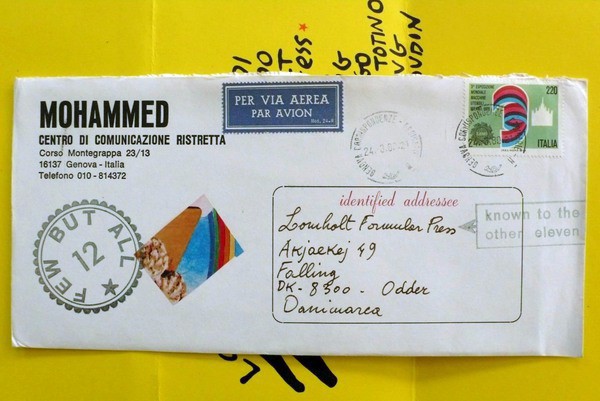 MOHAMMED
CENTRO DI COMUNICAZIONE RISTRETTA
Corso Montegrappa 23/13
16137 Genova - Italia
Telefono 010 - 814372
PER VIA AEREA
PAR AVION
220
ITALIA
identified addressee
Lomholt Formular Press
Akjaerej 49
Falling
DK-8300-Odder
Danimarca
known to the
other eleven
FEW BUT ALL
12